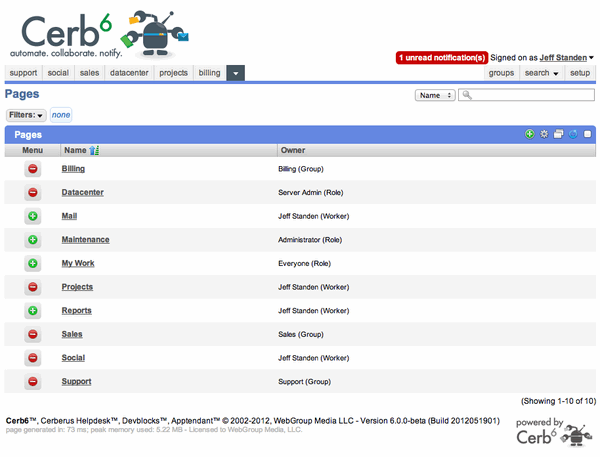 Cerb6
automate. collaborate. notify.
1 unread notification(s) Signed on as Jeff Standen
support social sales datacenter projects billing groups search setup
Pages Name
Filters: none
Pages
Menu Name Owner
Billing Billing (Group)
Datacenter Server Admin (Role)
Mail Jeff Standen (Worker)
Maintenance Administrator (Role)
My Work Everyone (Role)
Projects Jeff Standen (Worker)
Reports Jeff Standen (Worker)
Sales Sales (Group)
Social Jeff Standen (Worker)
Support Support (Group)
(Showing 1-10 of 10)
Cerb6™, Cerberus Helpdesk™, Devblocks™, Apptendant™ © 2002-2012, WebGroup Media LLC - Version 6.0.0-beta (Build 2012051901)
page generated in: 73 ms; peak memory used: 5.22 MB - Licensed to WebGroup Media, LLC.
powered by
Cerb6